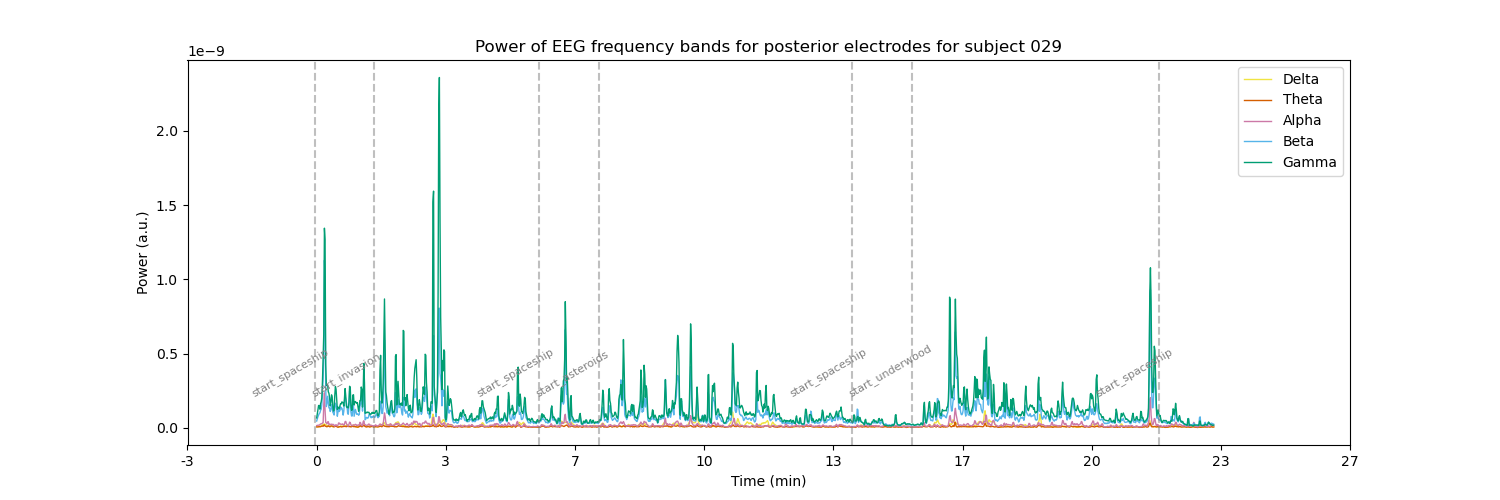 Power of EEG frequency bands for posterior electrodes for subject 029
1e−9
Delta
Theta
Alpha
Beta
Gamma
2.0
1.5
1.0
0.5
0.0
Power (a.u.)
start_spaceship
start_invasion
start_spaceship
start_asteroids
start_spaceship
start_underwood
start_spaceship
-3
0
3
7
10
13
17
20
23
27
Time (min)